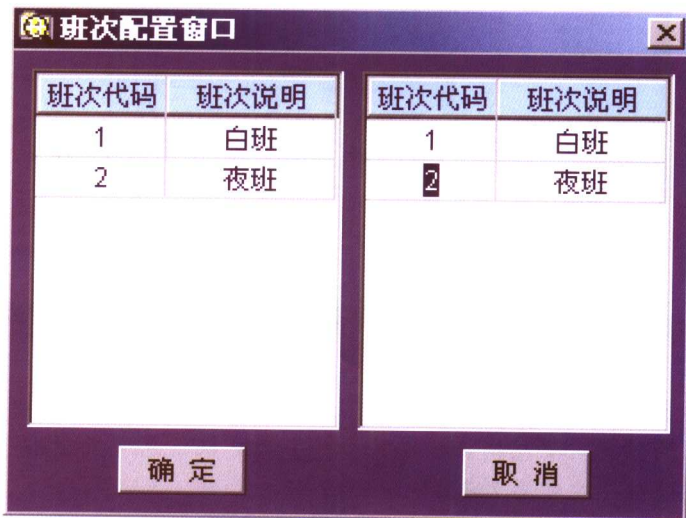 班次配置窗口
班次代码 班次说明 班次代码 班次说明
1 白班 1 白班
2 夜班 2 夜班
确定 取消